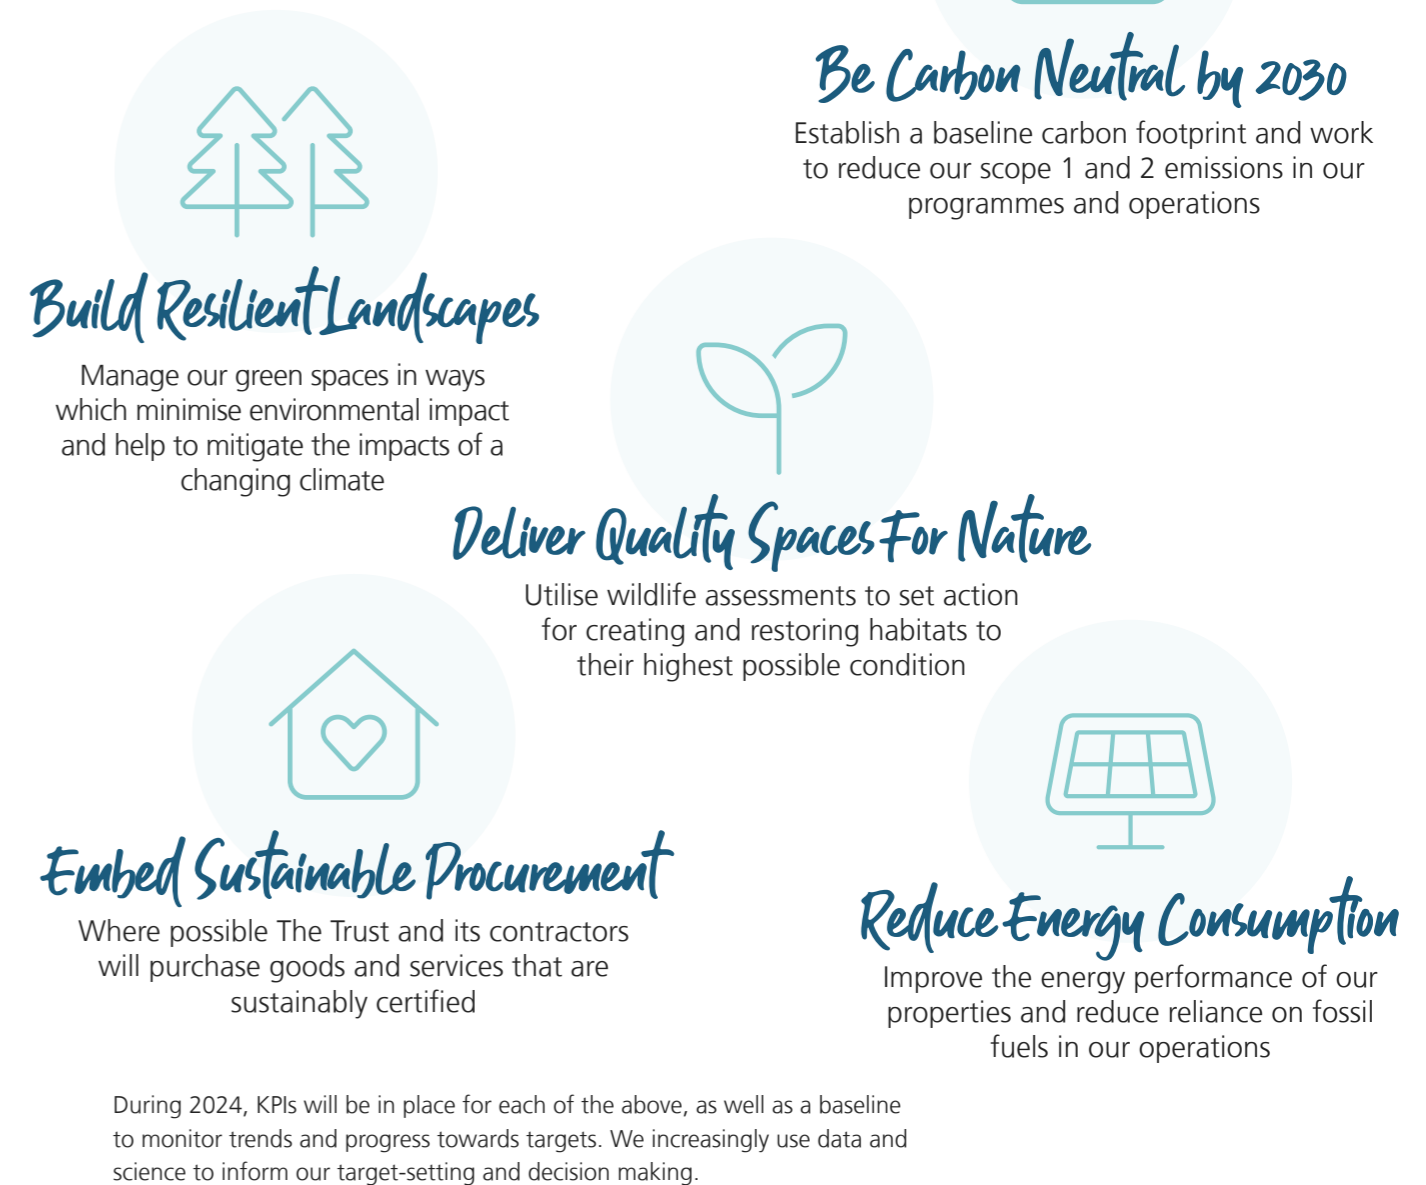 Be Carbon Neutral by 2030
Establish a baseline carbon footprint and work
to reduce our scope 1 and 2 emissions in our
programmes and operations
Build Resilient Landscapes
Manage our green spaces in ways
which minimise environmental impact
and help to mitigate the impacts of a
changing climate
Deliver Quality Spaces For Nature
Utilise wildlife assessments to set action
for creating and restoring habitats to
their highest possible condition
Embed Sustainable Procurement
Where possible The Trust and its contractors
will purchase goods and services that are
sustainably certified
Reduce Energy Consumption
Improve the energy performance of our
properties and reduce reliance on fossil
fuels in our operations
During 2024, KPIs will be in place for each of the above, as well as a baseline
to monitor trends and progress towards targets. We increasingly use data and
science to inform our target-setting and decision making.